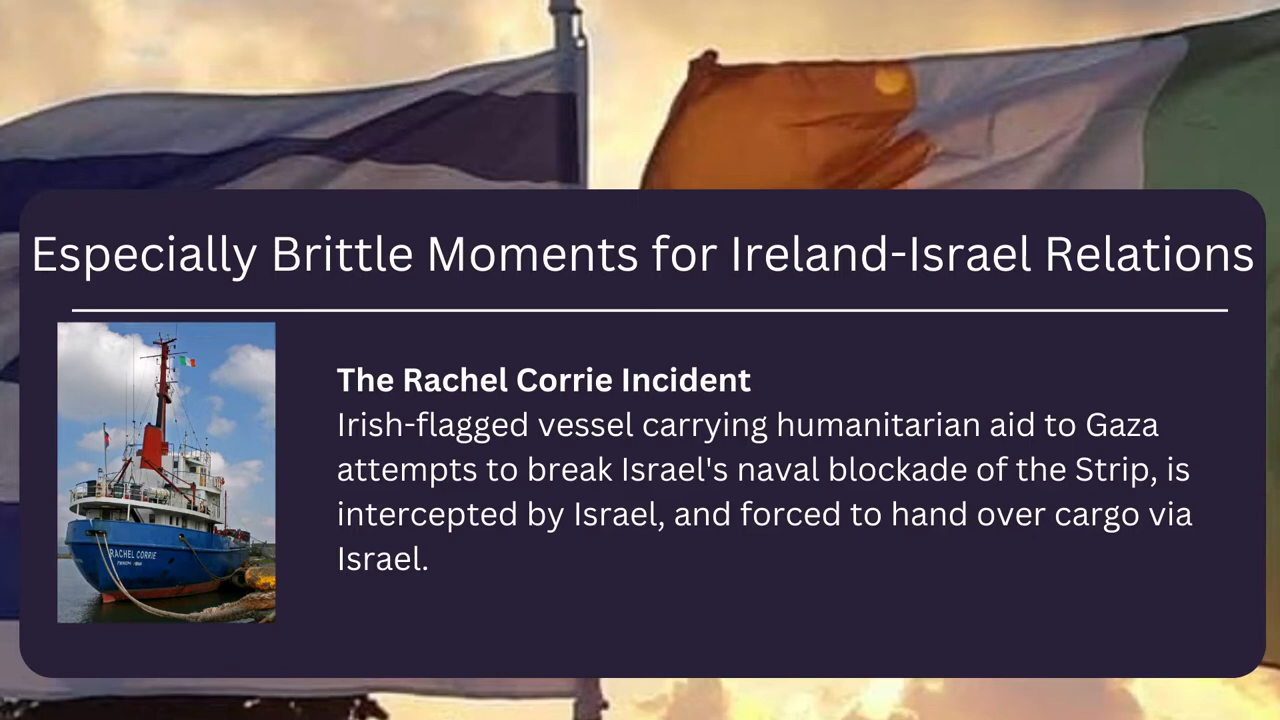 Especially Brittle Moments for Ireland-Israel Relations
The Rachel Corrie Incident
Irish-flagged vessel carrying humanitarian aid to Gaza
attempts to break Israel's naval blockade of the Strip, is
intercepted by Israel, and forced to hand over cargo via
Israel.
RACHEL CORRIE